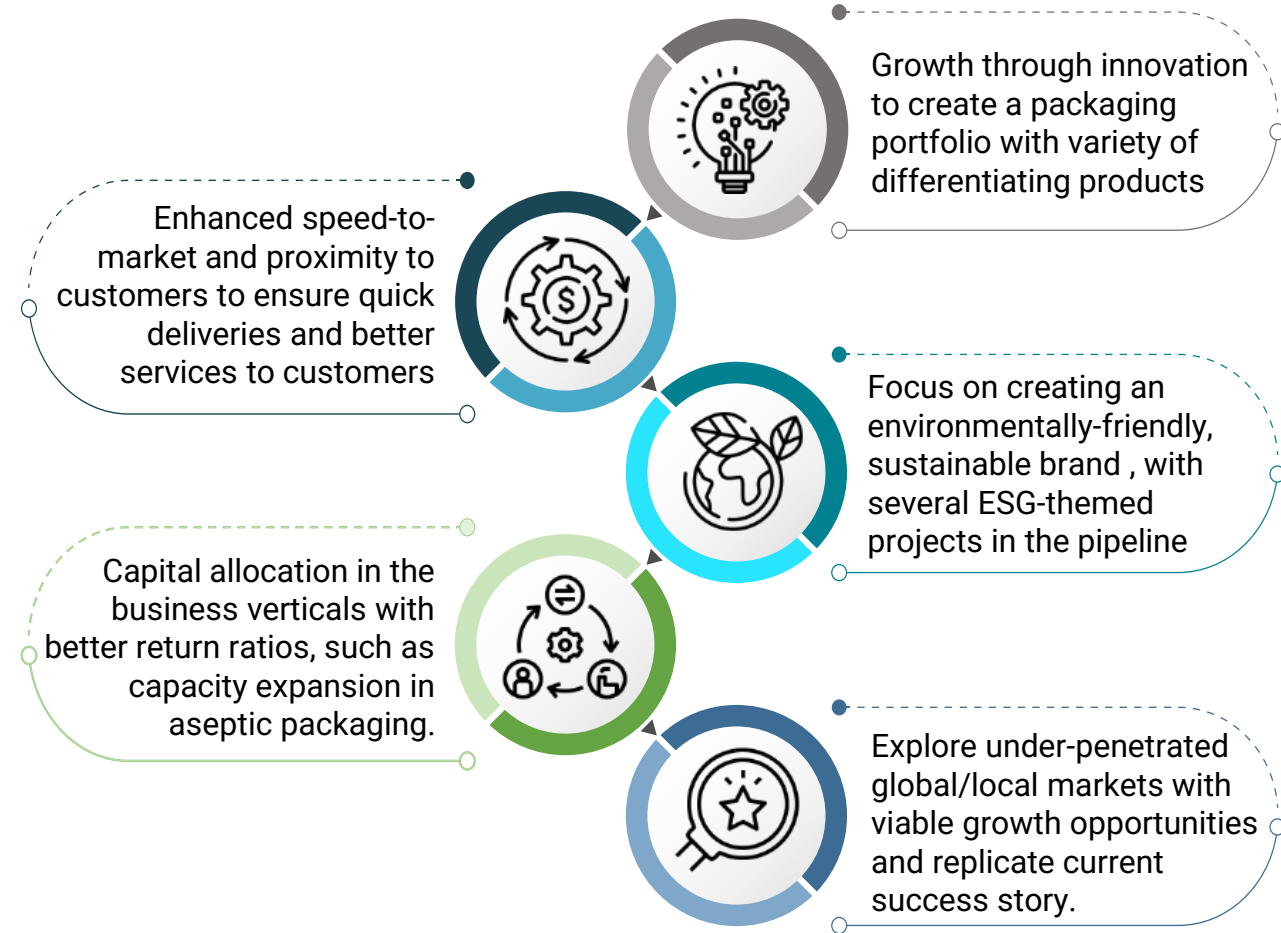 Growth through innovation
to create a packaging
portfolio with variety of
differentiating products
Enhanced speed-to-
market and proximity to
customers to ensure quick
deliveries and better
services to customers
$
Focus on creating an
environmentally-friendly,
sustainable brand , with
several ESG-themed
projects in the pipeline
Capital allocation in the
business verticals with
better return ratios, such as
capacity expansion in
aseptic packaging.
Explore under-penetrated
global/local markets with
viable growth opportunities
and replicate current
success story.